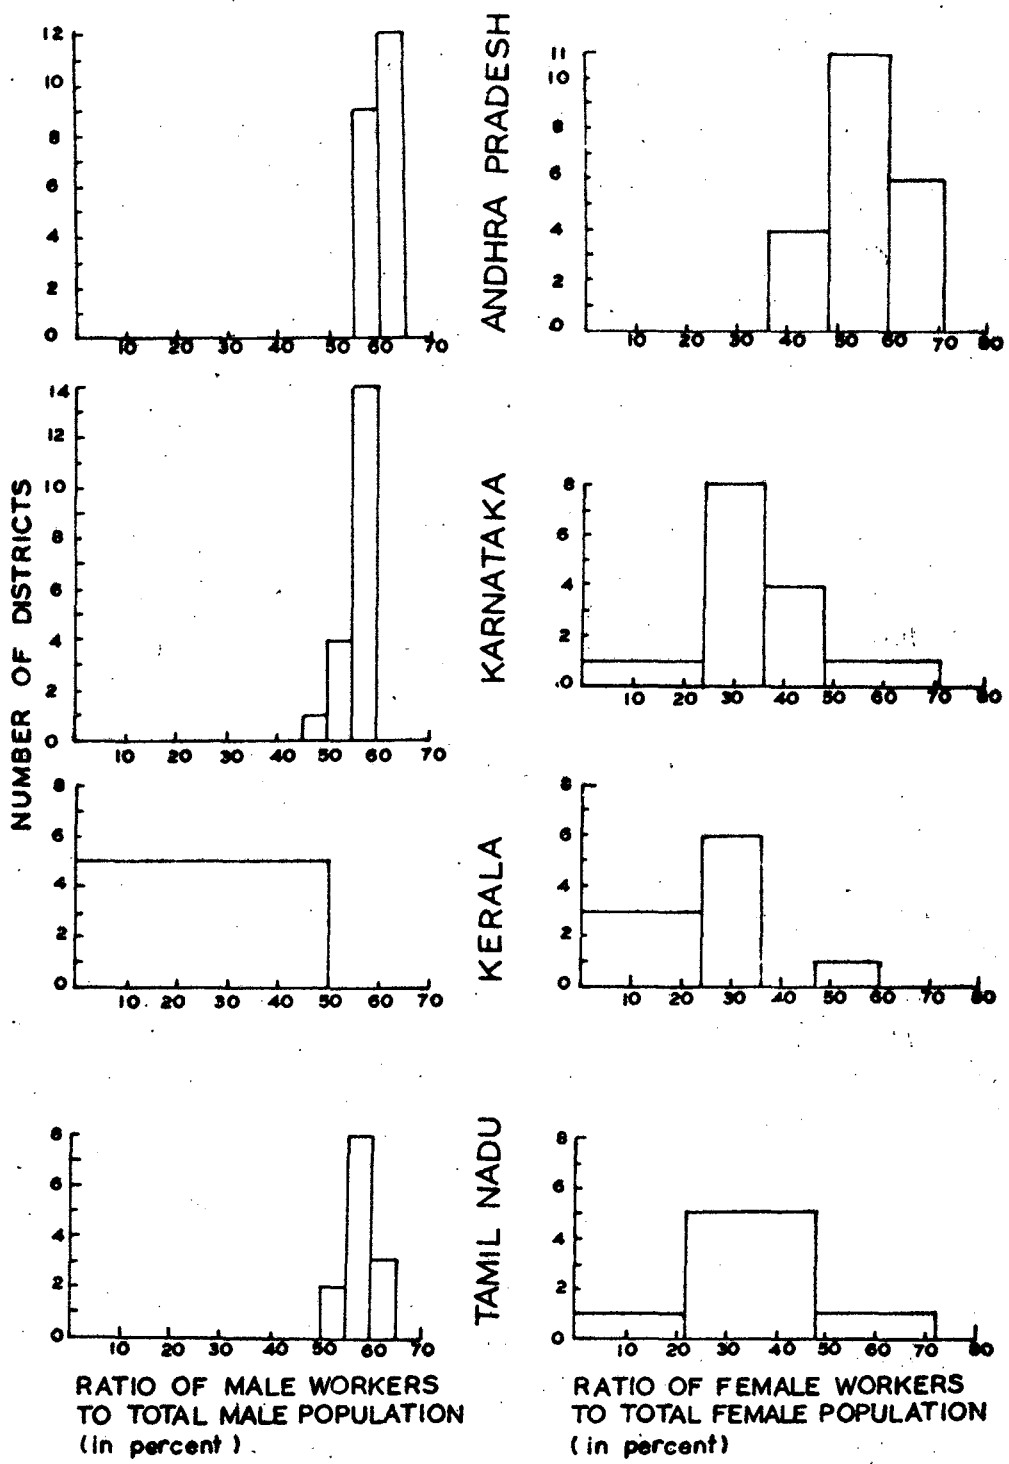 NUMBER OF DISTRICTS
12
10
8
6
4
2
0
10 20 30 40 50 60 70
ANDHRA PRADESH
11
10
8
6
4
2
0
10 20 30 40 50 60 70 80
14
12
10
8
6
4
2
0
10 20 30 40 50 60 70
KARNATAKA
8
6
4
2
0
10 20 30 40 50 60 70 80
8
6
4
2
0
10 20 30 40 50 60 70
KERALA
8
6
4
2
0
10 20 30 40 50 60 70 80
8
6
4
2
0
10 20 30 40 50 60 70
TAMIL NADU
8
6
4
2
0
10 20 30 40 50 60 70 80
RATIO OF MALE WORKERS
TO TOTAL MALE POPULATION
(in percent)
RATIO OF FEMALE WORKERS
TO TOTAL FEMALE POPULATION
(in percent)